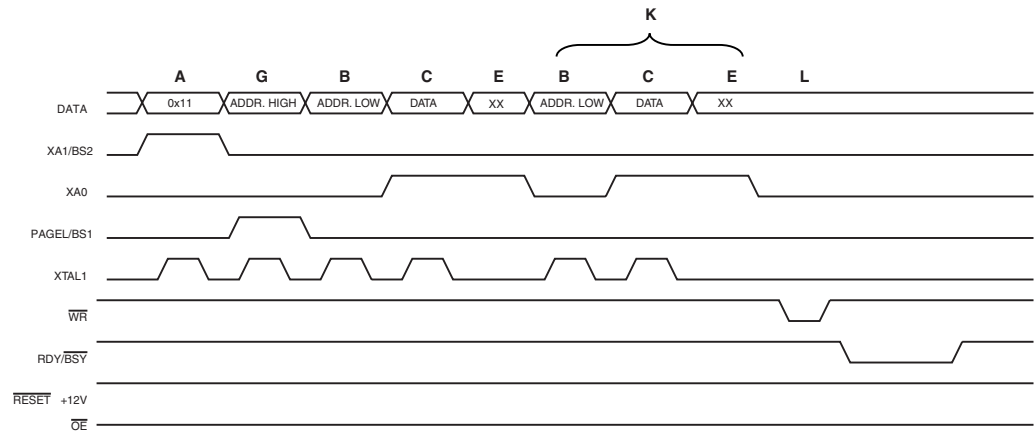 K
A G B C E B C E L
DATA 0x11 ADDR. HIGH ADDR. LOW DATA XX ADDR. LOW DATA XX
XA1/BS2
XA0
PAGEL/BS1
XTAL1
WR
RDY/BSY
RESET +12V
OE